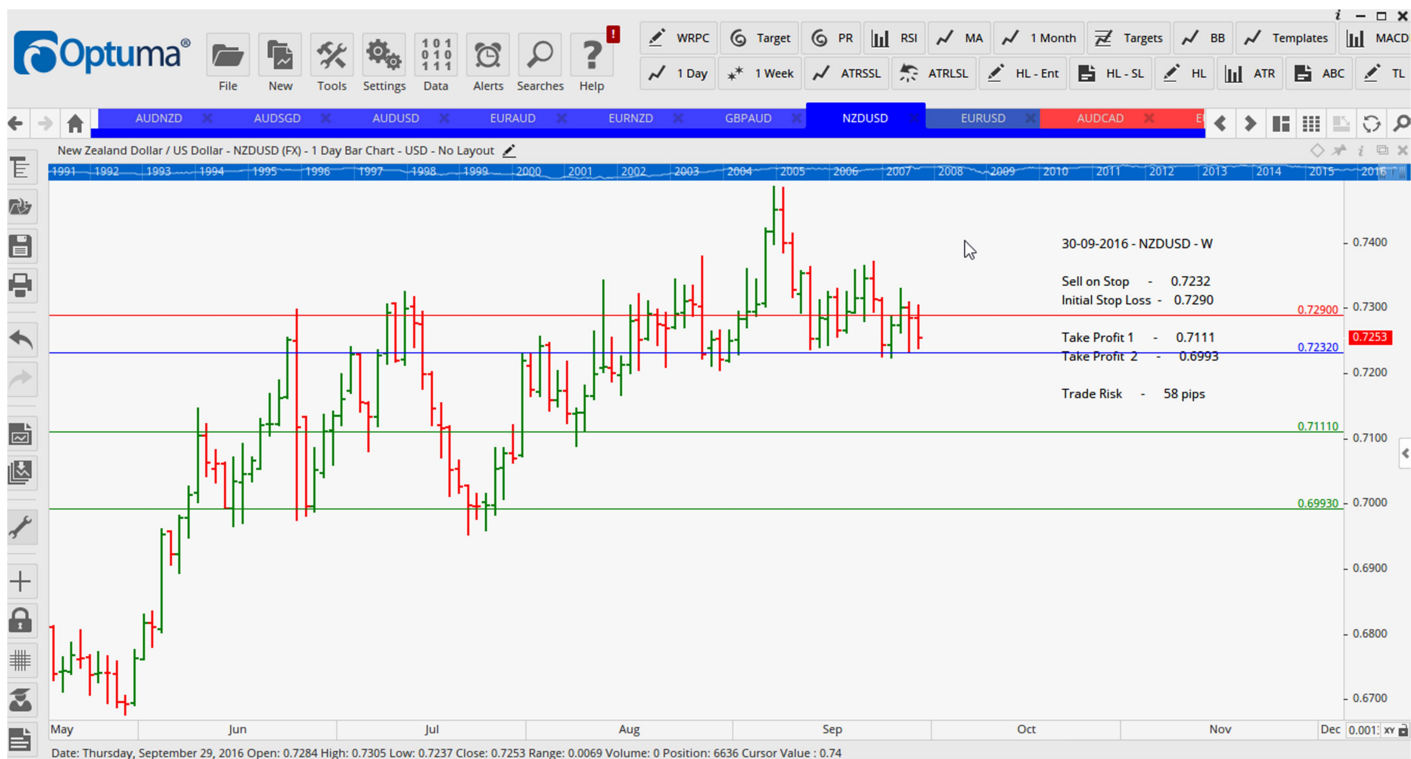 Optuma®
File New Tools Settings Data Alerts Searches Help
WRPC Target PR RSI MA 1 Month Targets BB Templates MACD
1 Day 1 Week ATRSSL ATRLSL HL - Ent HL - SL HL ATR ABC TL
AUDNZD AUDSGD AUDUSD EURAUD EURNZD GBPAUD NZDUSD EURUSD AUDCAD
New Zealand Dollar / US Dollar - NZDUSD (FX) - 1 Day Bar Chart - USD - No Layout
1991 1992 1993 1994 1995 1996 1997 1998 1999 2000 2001 2002 2003 2004 2005 2006 2007 2008 2009 2010 2011 2012 2013 2014 2015 2016
30-09-2016 - NZDUSD - W
0.7400
Sell on Stop - 0.7232
Initial Stop Loss - 0.7290
0.7300
0.72900
Take Profit 1 - 0.7111
0.7253
0.72320
Take Profit 2 - 0.6993
0.7200
Trade Risk - 58 pips
0.71110
0.7100
0.69930
0.7000
0.6900
0.6800
0.6700
May Jun Jul Aug Sep Oct Nov Dec XY
Date: Thursday, September 29, 2016 Open: 0.7284 High: 0.7305 Low: 0.7237 Close: 0.7253 Range: 0.0069 Volume: 0 Position: 6636 Cursor Value : 0.74